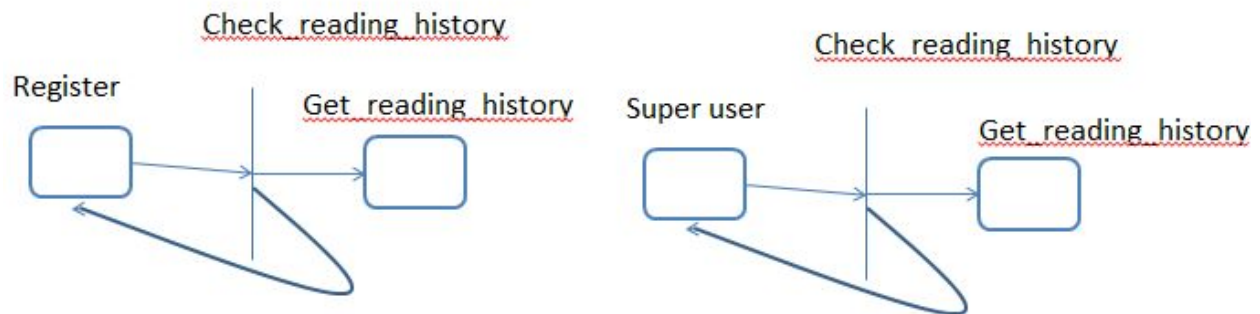 Check_reading_history
Register
Get_reading_history
Check_reading_history
Super user
Get_reading_history